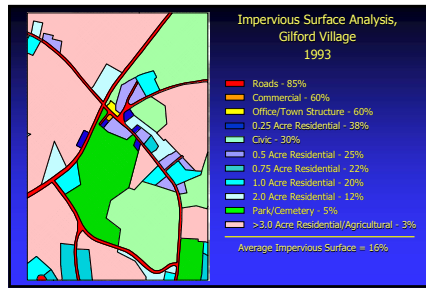 Impervious Surface Analysis,
Gilford Village
1993
Roads - 85%
Commercial - 60%
Office/Town Structure - 60%
0.25 Acre Residential - 38%
Civic - 30%
0.5 Acre Residential - 25%
0.75 Acre Residential - 22%
1.0 Acre Residential - 20%
2.0 Acre Residential - 12%
Park/Cemetery - 5%
>3.0 Acre Residential/Agricultural - 3%
Average Impervious Surface = 16%